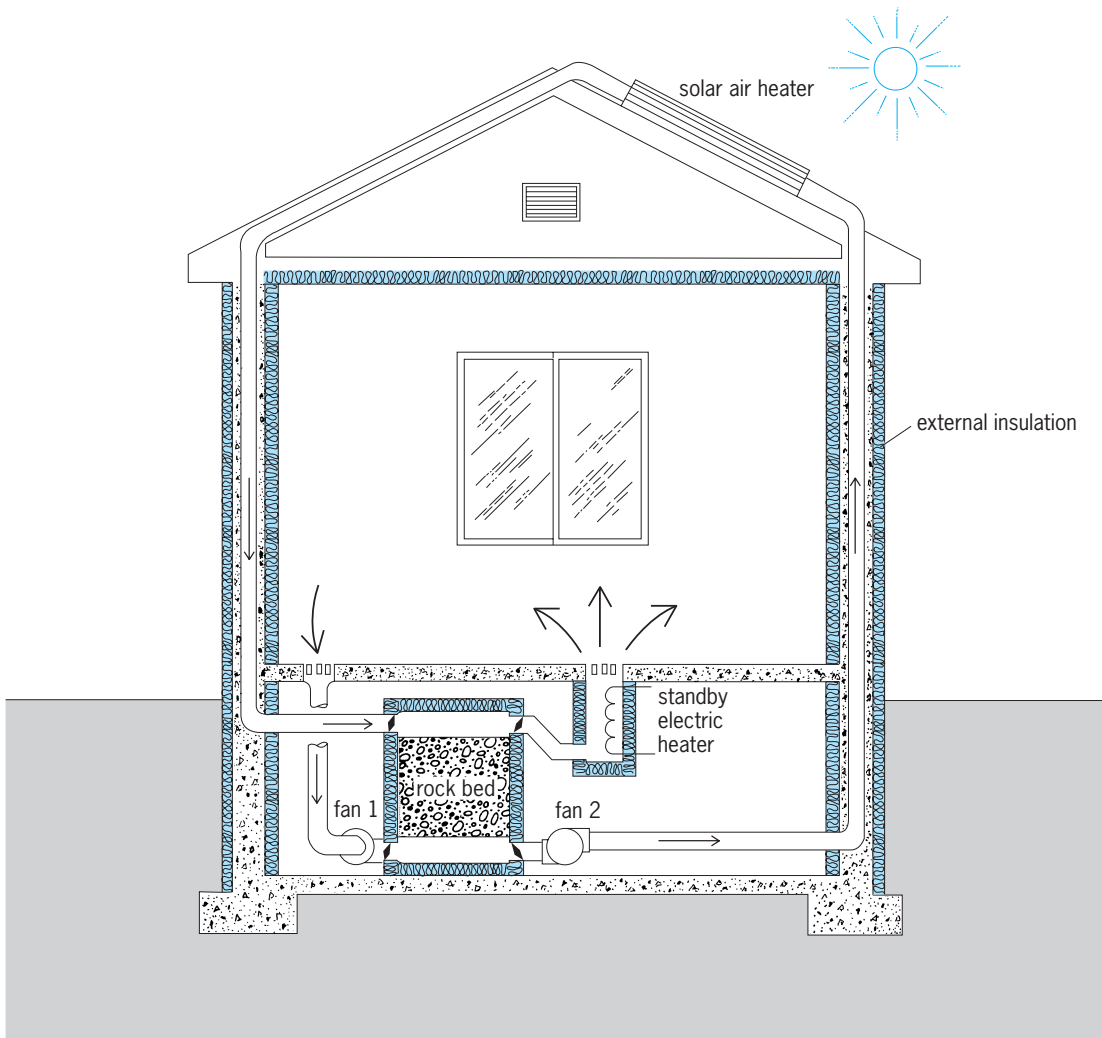 solar air heater
external insulation
standby
electric
heater
rock bed
fan 1
fan 2